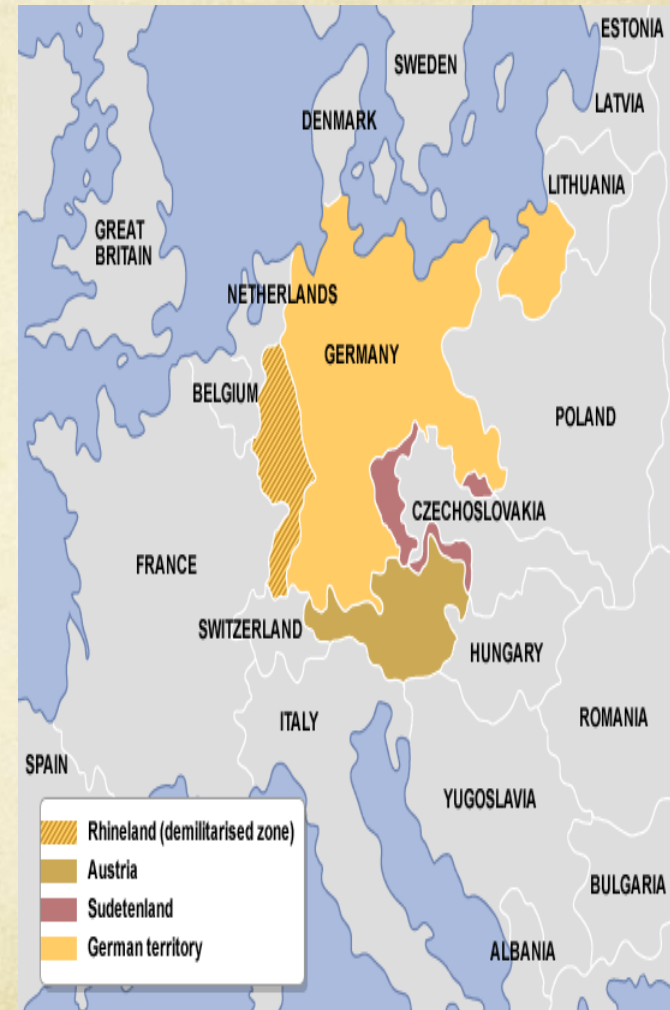 ESTONIA
SWEDEN
LATVIA
DENMARK
LITHUANIA
GREAT
BRITAIN
NETHERLANDS
GERMANY
BELGIUM
POLAND
CZECHOSLOVAKIA
FRANCE
SWITZERLAND
HUNGARY
ITALY
ROMANIA
SPAIN
YUGOSLAVIA
Rhineland (demilitarised zone)
Austria
BULGARIA
Sudetenland
German territory
ALBANIA